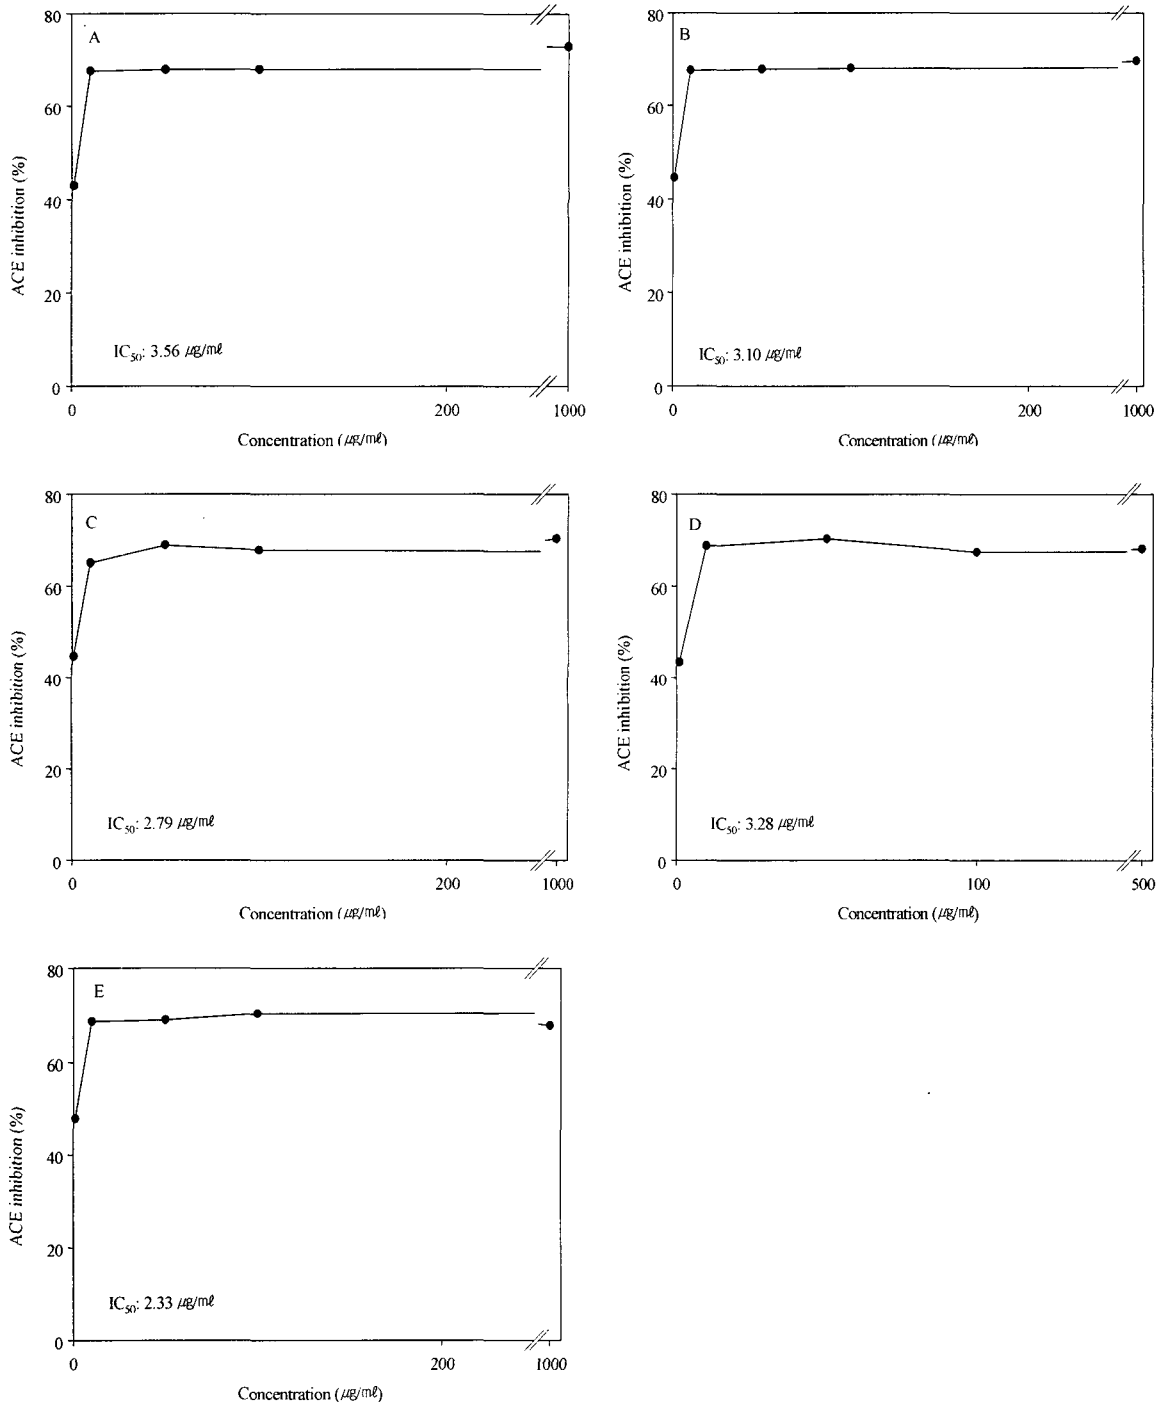 80
A
60
40
20
0
ACE inhibition (%)
IC50: 3.56 ㎍/㎖
0 200 1000
Concentration (㎍/㎖)
80
B
60
40
20
0
ACE inhibition (%)
IC50: 3.10 ㎍/㎖
0 200 1000
Concentration (㎍/㎖)
80
C
60
40
20
0
ACE inhibition (%)
IC50: 2.79 ㎍/㎖
0 200 1000
Concentration (㎍/㎖)
80
D
60
40
20
0
ACE inhibition (%)
IC50: 3.28 ㎍/㎖
0 100 500
Concentration (㎍/㎖)
80
E
60
40
20
0
ACE inhibition (%)
IC50: 2.33 ㎍/㎖
0 200 1000
Concentration (㎍/㎖)